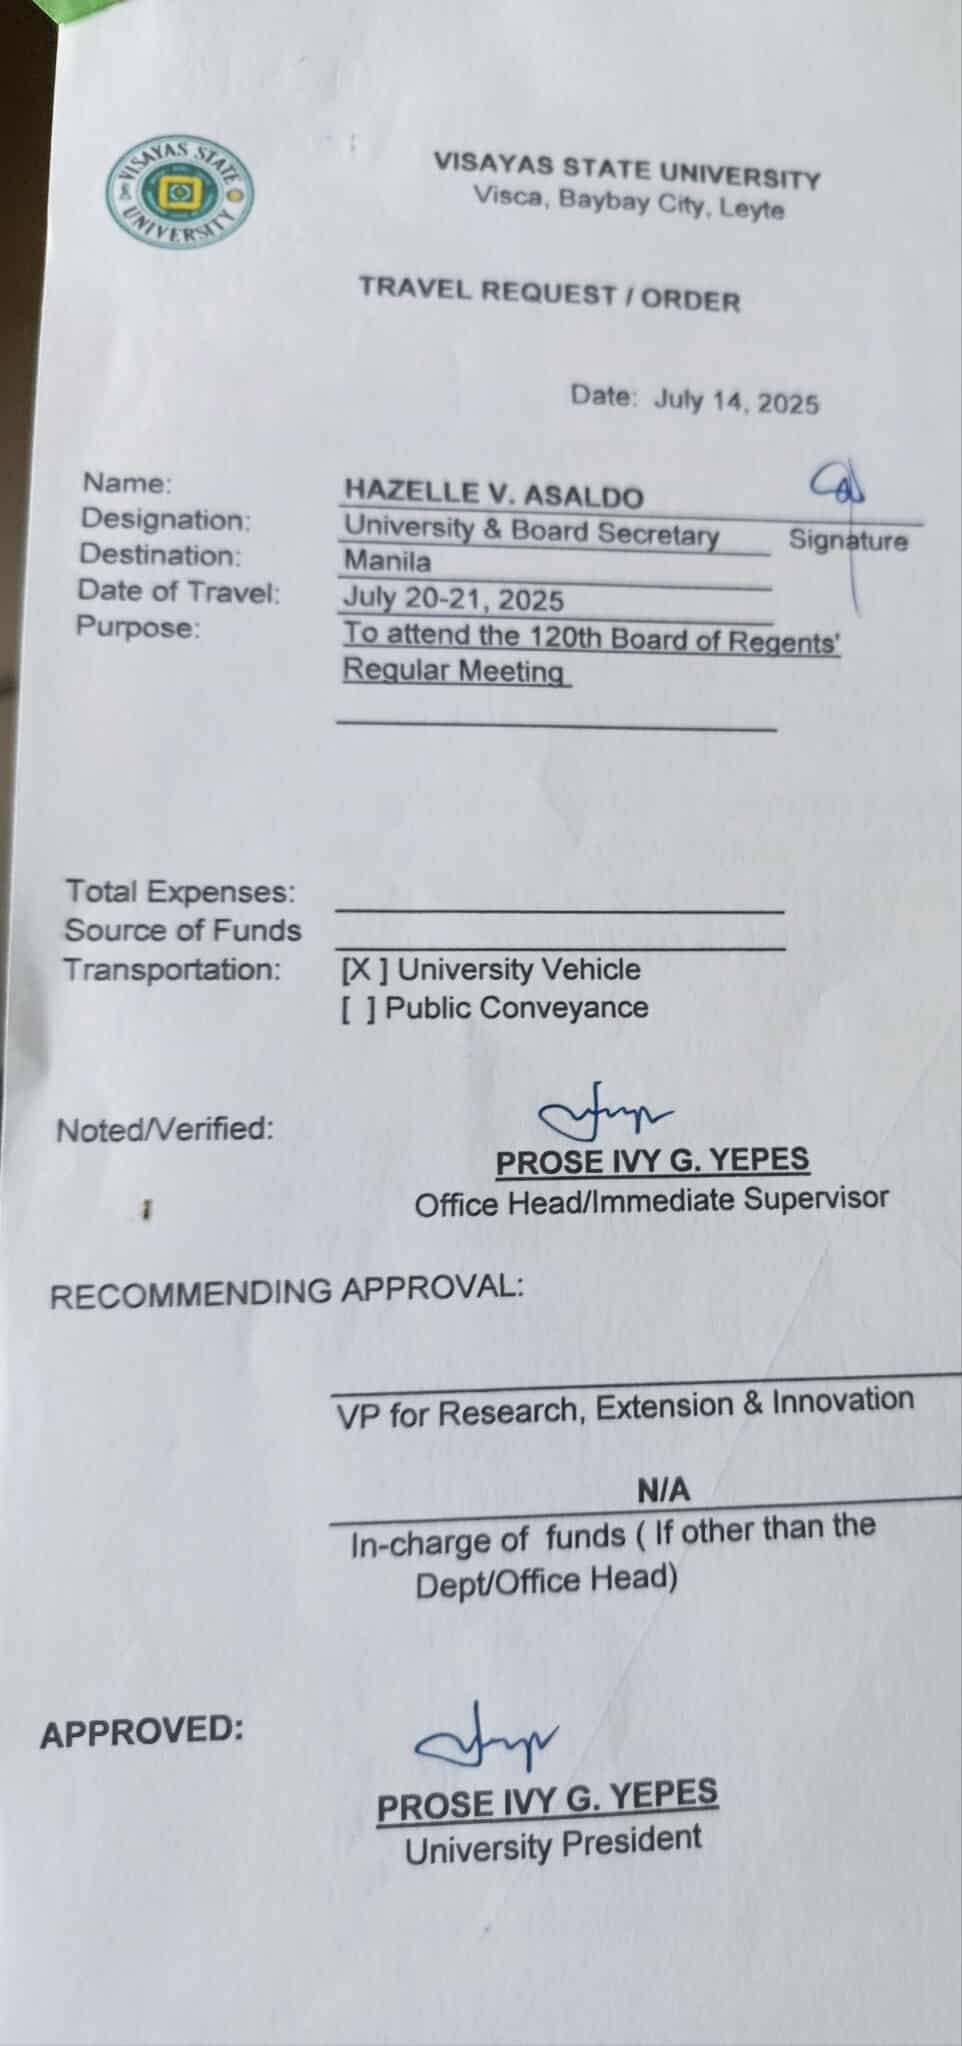 VISAYAS STATE UNIVERSITY
VISAYAS STATE UNIVERSITY
Visca, Baybay City, Leyte
TRAVEL REQUEST / ORDER
Date: July 14, 2025
Name: HAZELLE V. ASALDO
Designation: University & Board Secretary Signature
Destination: Manila
Date of Travel: July 20-21, 2025
Purpose: To attend the 120th Board of Regents'
Regular Meeting
Total Expenses:
Source of Funds
Transportation: [X ] University Vehicle
[ ] Public Conveyance
Noted/Verified:
PROSE IVY G. YEPES
Office Head/Immediate Supervisor
RECOMMENDING APPROVAL:
VP for Research, Extension & Innovation
N/A
In-charge of funds ( If other than the
Dept/Office Head)
APPROVED:
PROSE IVY G. YEPES
University President